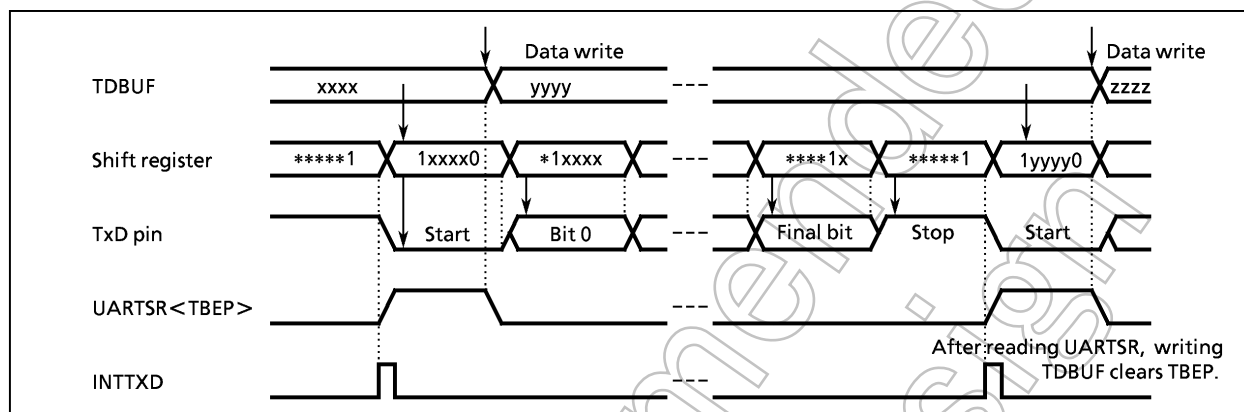 Data write
Data write
TDBUF
xxxx
yyyy
zzzz
Shift register
*****1
1xxxx0
*1xxxx
****1x
*****1
1yyyy0
TxD pin
Start
Bit 0
Final bit
Stop
Start
UARTSR<TBEP>
After reading UARTSR, writing
TDBUF clears TBEP.
INTTXD